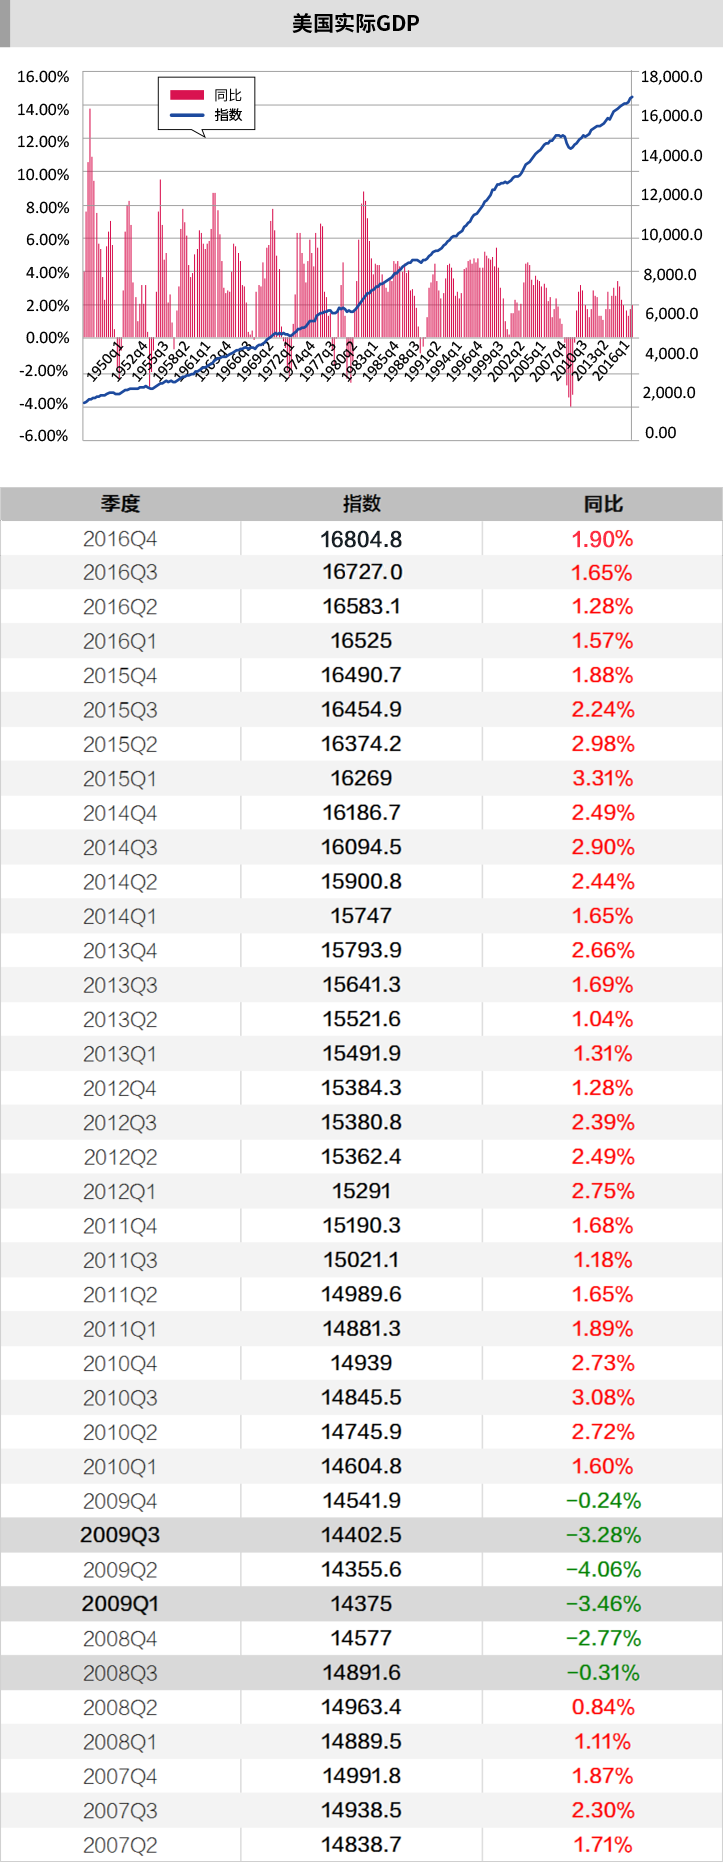 美国实际GDP
同比
指数
16.00%
14.00%
12.00%
10.00%
8.00%
6.00%
4.00%
2.00%
0.00%
-2.00%
-4.00%
-6.00%
18,000.0
16,000.0
14,000.0
12,000.0
10,000.0
8,000.0
6,000.0
4,000.0
2,000.0
0.00
1950q1 1952q4 1955q3 1958q2 1961q1 1963q4 1966q3 1969q2 1972q1 1974q4 1977q3 1980q2 1983q1 1985q4 1988q3 1991q2 1994q1 1996q4 1999q3 2002q2 2005q1 2007q4 2010q3 2013q2 2016q1
季度 指数 同比
2016Q4 16804.8 1.90%
2016Q3 16727.0 1.65%
2016Q2 16583.1 1.28%
2016Q1 16525 1.57%
2015Q4 16490.7 1.88%
2015Q3 16454.9 2.24%
2015Q2 16374.2 2.98%
2015Q1 16269 3.31%
2014Q4 16186.7 2.49%
2014Q3 16094.5 2.90%
2014Q2 15900.8 2.44%
2014Q1 15747 1.65%
2013Q4 15793.9 2.66%
2013Q3 15641.3 1.69%
2013Q2 15521.6 1.04%
2013Q1 15491.9 1.31%
2012Q4 15384.3 1.28%
2012Q3 15380.8 2.39%
2012Q2 15362.4 2.49%
2012Q1 15291 2.75%
2011Q4 15190.3 1.68%
2011Q3 15021.1 1.18%
2011Q2 14989.6 1.65%
2011Q1 14881.3 1.89%
2010Q4 14939 2.73%
2010Q3 14845.5 3.08%
2010Q2 14745.9 2.72%
2010Q1 14604.8 1.60%
2009Q4 14541.9 −0.24%
2009Q3 14402.5 −3.28%
2009Q2 14355.6 −4.06%
2009Q1 14375 −3.46%
2008Q4 14577 −2.77%
2008Q3 14891.6 −0.31%
2008Q2 14963.4 0.84%
2008Q1 14889.5 1.11%
2007Q4 14991.8 1.87%
2007Q3 14938.5 2.30%
2007Q2 14838.7 1.71%